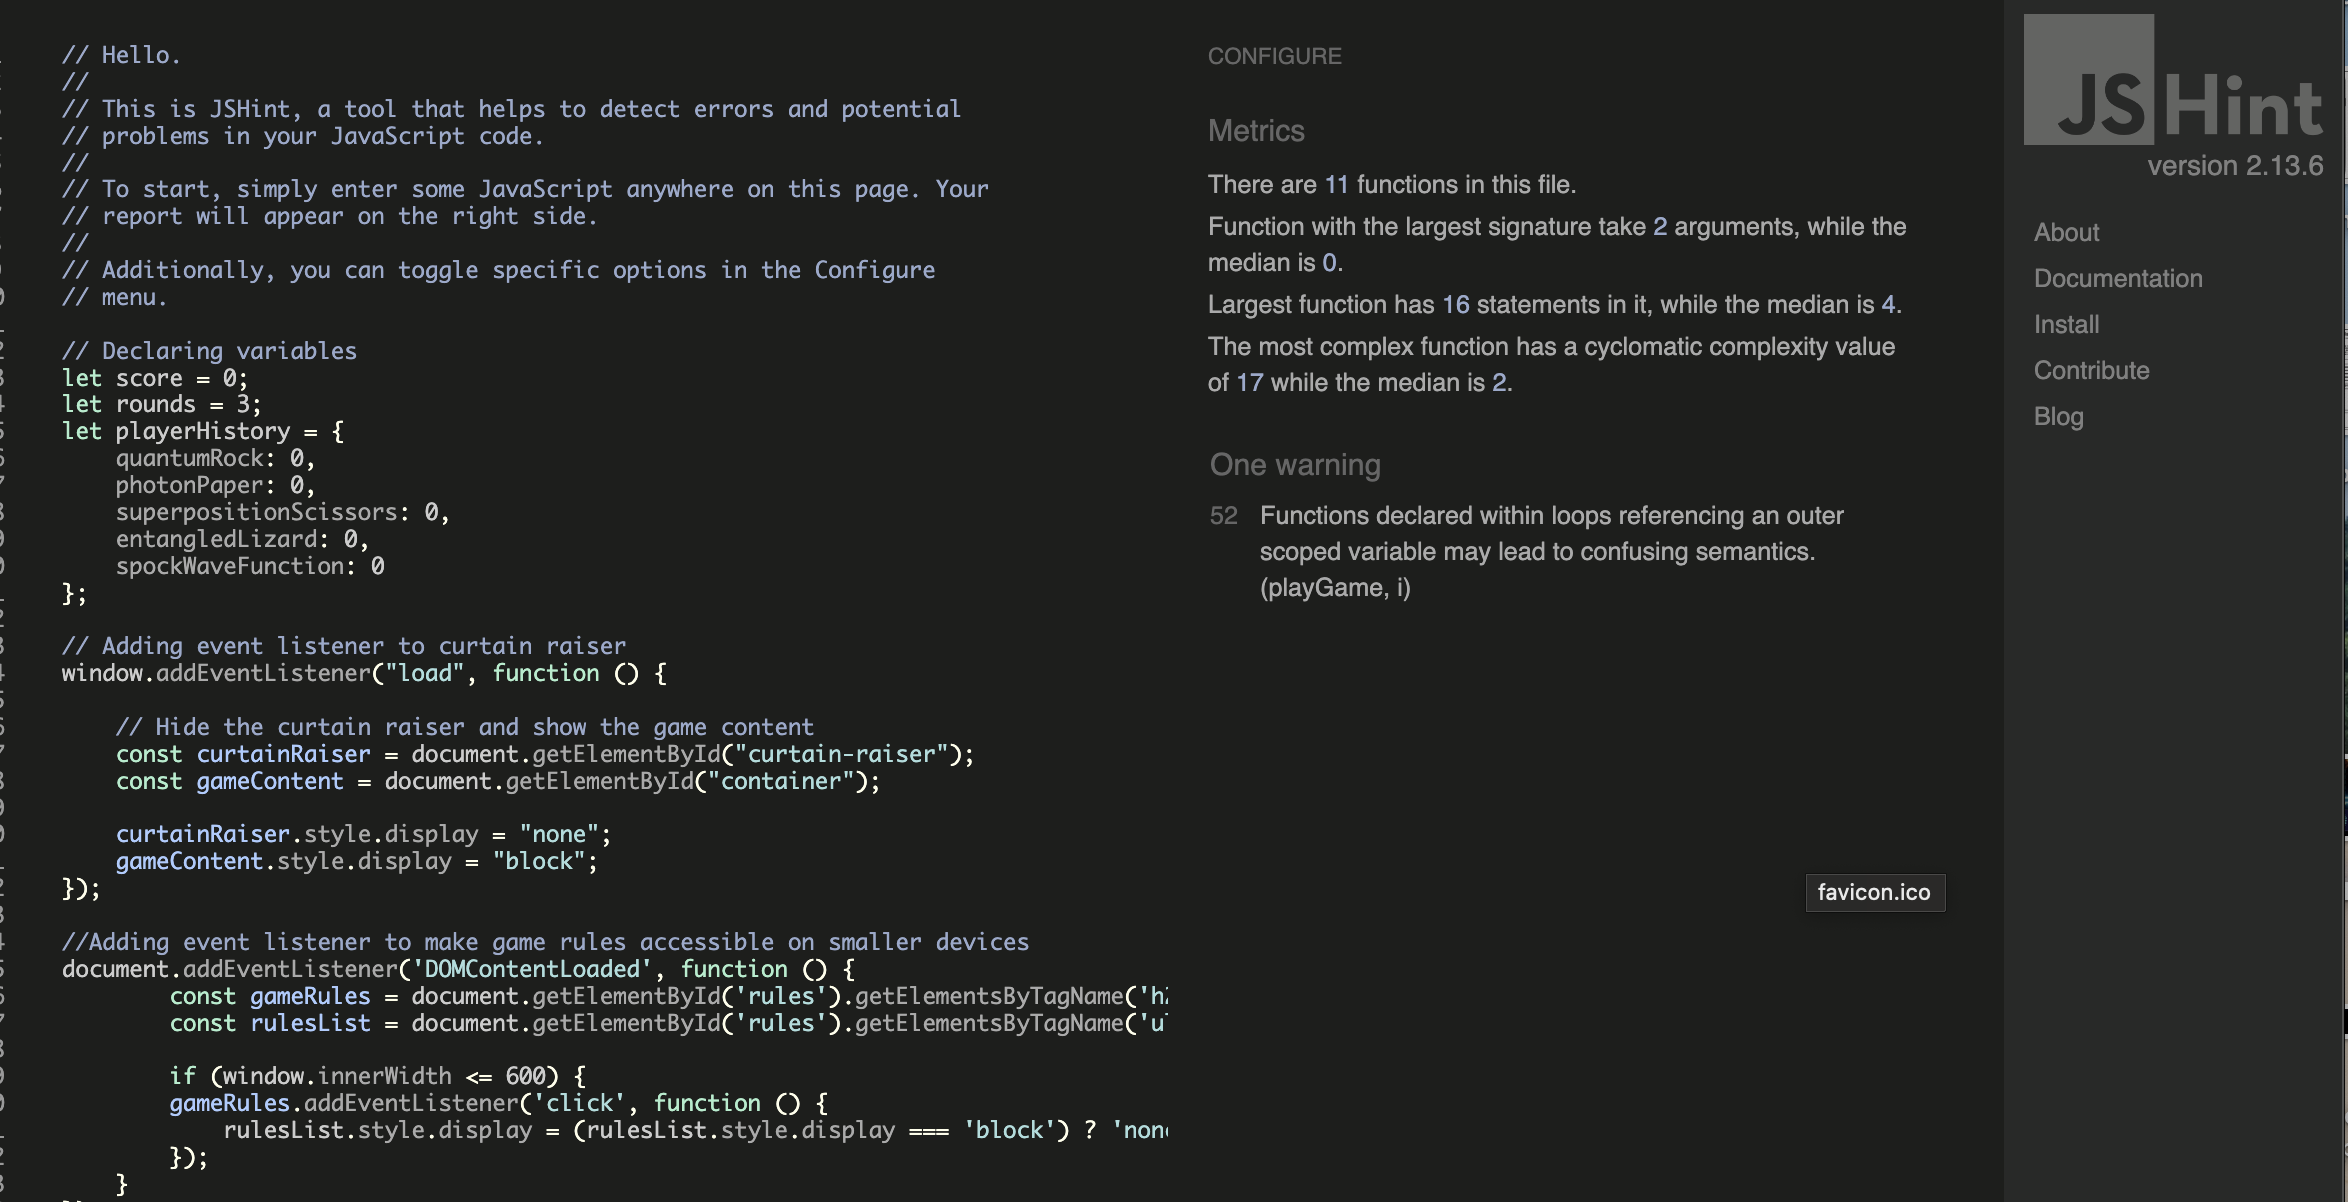 // Hello.
//
// This is JSHint, a tool that helps to detect errors and potential
// problems in your JavaScript code.
//
// To start, simply enter some JavaScript anywhere on this page. Your
// report will appear on the right side.
//
// Additionally, you can toggle specific options in the Configure
// menu.
// Declaring variables
let score = 0;
let rounds = 3;
let playerHistory = {
    quantumRock: 0,
    photonPaper: 0,
    superpositionScissors: 0,
    entangledLizard: 0,
    spockWaveFunction: 0
};
// Adding event listener to curtain raiser
window.addEventListener("load", function () {
    // Hide the curtain raiser and show the game content
    const curtainRaiser = document.getElementById("curtain-raiser");
    const gameContent = document.getElementById("container");
    curtainRaiser.style.display = "none";
    gameContent.style.display = "block";
});
//Adding event listener to make game rules accessible on smaller devices
document.addEventListener('DOMContentLoaded', function () {
        const gameRules = document.getElementById('rules').getElementsByTagName('h
        const rulesList = document.getElementById('rules').getElementsByTagName('u
        if (window.innerWidth <= 600) {
        gameRules.addEventListener('click', function () {
            rulesList.style.display = (rulesList.style.display === 'block') ? 'non
        });
    }
CONFIGURE
Metrics
There are 11 functions in this file.
Function with the largest signature take 2 arguments, while the
median is 0.
Largest function has 16 statements in it, while the median is 4.
The most complex function has a cyclomatic complexity value
of 17 while the median is 2.
One warning
52 Functions declared within loops referencing an outer
scoped variable may lead to confusing semantics.
(playGame, i)
favicon.ico
JSHint
version 2.13.6
About
Documentation
Install
Contribute
Blog